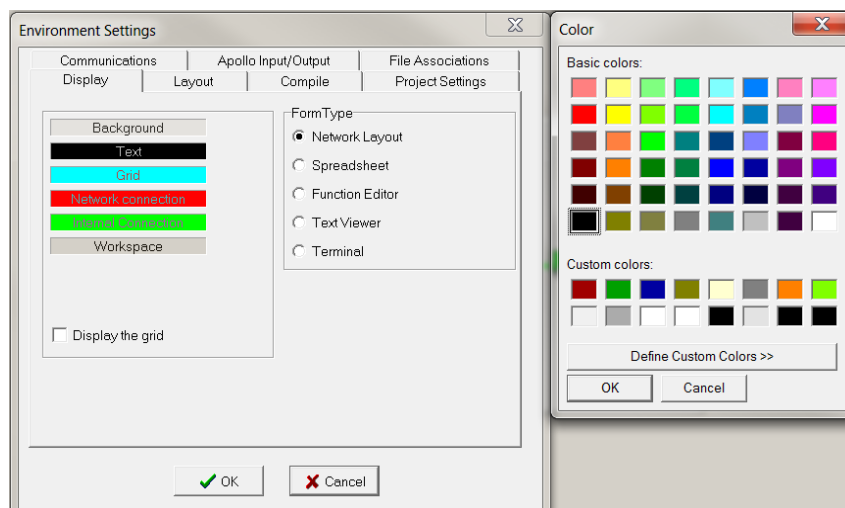 Environment Settings
Communications
Apollo Input/Output
File Associations
Display
Layout
Compile
Project Settings
Background
Text
Grid
Network connection
Internal Connection
Workspace
Display the grid
FormType
Network Layout
Spreadsheet
Function Editor
Text Viewer
Terminal
OK
Cancel
Color
Basic colors:
Custom colors:
Define Custom Colors >>
OK
Cancel